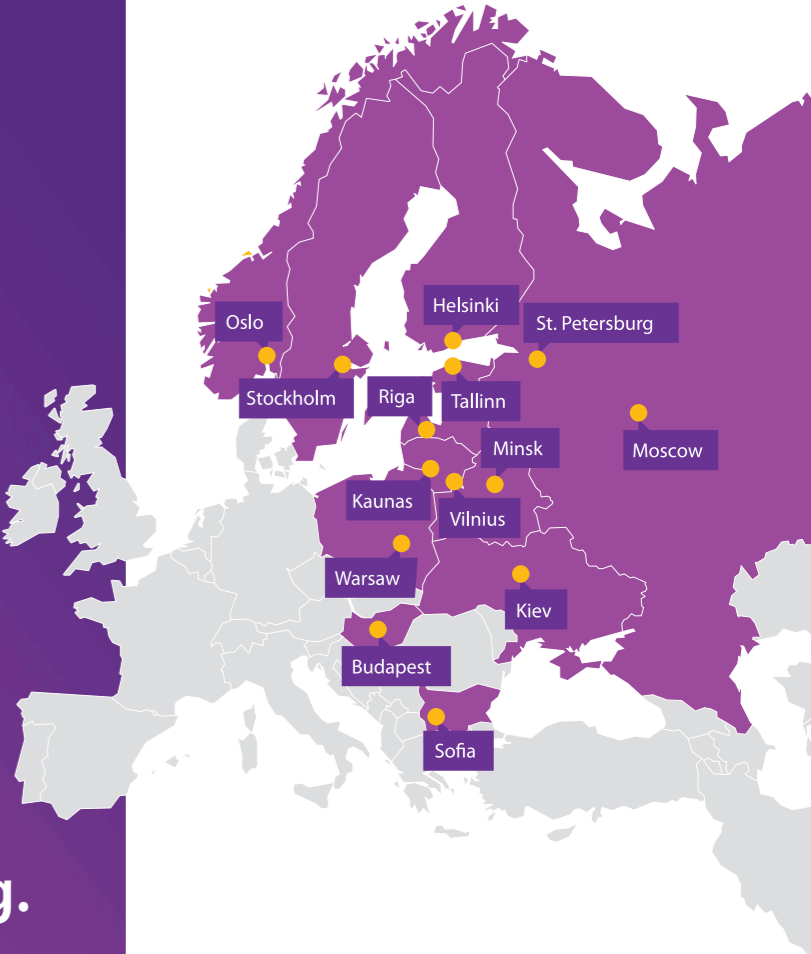 Helsinki
Oslo
St. Petersburg
Stockholm
Riga
Tallinn
Minsk
Moscow
Kaunas
Vilnius
Warsaw
Kiev
Budapest
Sofia
g.